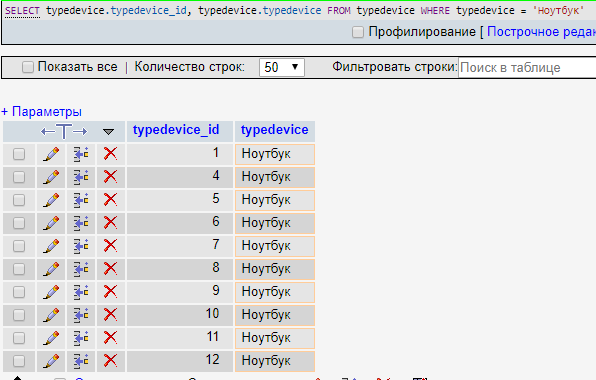 SELECT typedevice.typedevice_id, typedevice.typedevice FROM typedevice WHERE typedevice = 'Ноутбук'
Профилирование [ Построчное редак
Показать все | Количество строк: 50 Фильтровать строки: Поиск в таблице
+ Параметры
←T→ typedevice_id typedevice
1 Ноутбук
4 Ноутбук
5 Ноутбук
6 Ноутбук
7 Ноутбук
8 Ноутбук
9 Ноутбук
10 Ноутбук
11 Ноутбук
12 Ноутбук